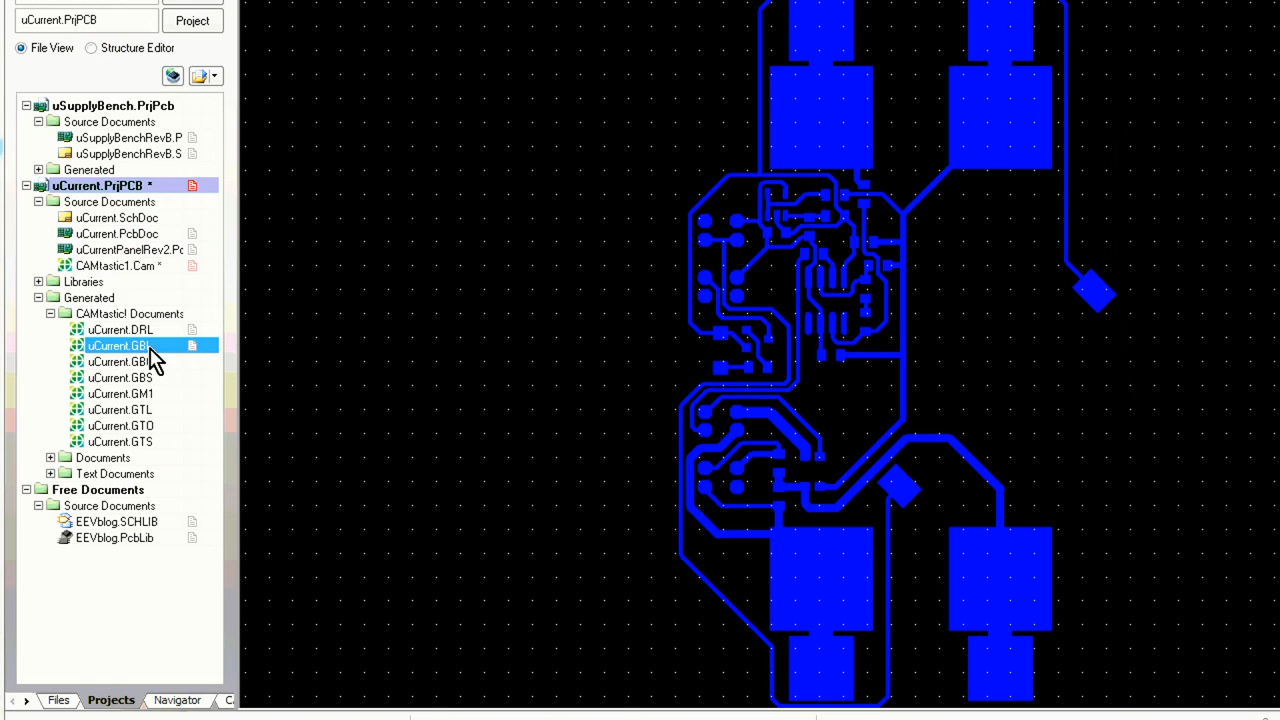 uCurrent.PrjPCB
Project
File View
Structure Editor
uSupplyBench.PrjPcb
Source Documents
uSupplyBenchRevB.P
uSupplyBenchRevB.S
Generated
uCurrent.PrjPCB *
Source Documents
uCurrent.SchDoc
uCurrent.PcbDoc
uCurrentPanelRev2.Pc
CAMtastic1.Cam *
Libraries
Generated
CAMtastic! Documents
uCurrent.DRL
uCurrent.GBL
uCurrent.GB
uCurrent.GBS
uCurrent.GM1
uCurrent.GTL
uCurrent.GTO
uCurrent.GTS
Documents
Text Documents
Free Documents
Source Documents
EEVblog.SCHLIB
EEVblog.PcbLib
Files
Projects
Navigator
C